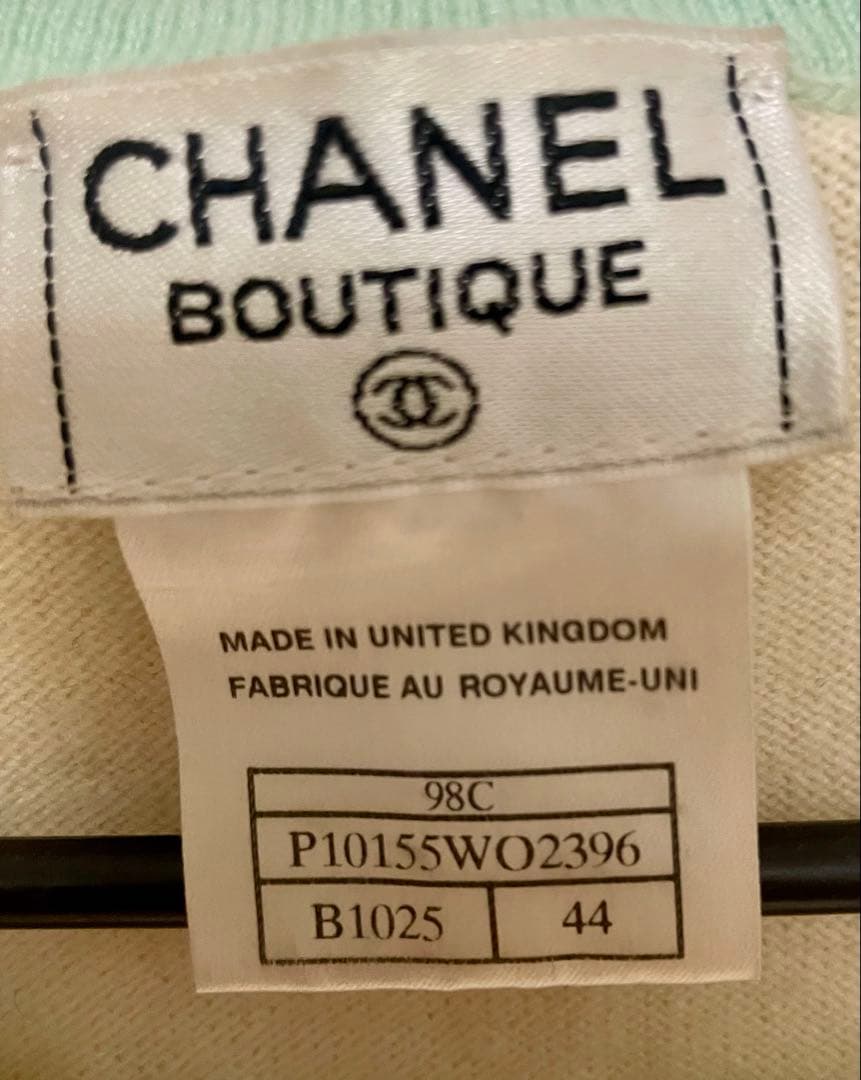 CHANEL
BOUTIQUE
MADE IN UNITED KINGDOM
FABRIQUE AU ROYAUME-UNI
98C
P10155WO2396
B1025 44